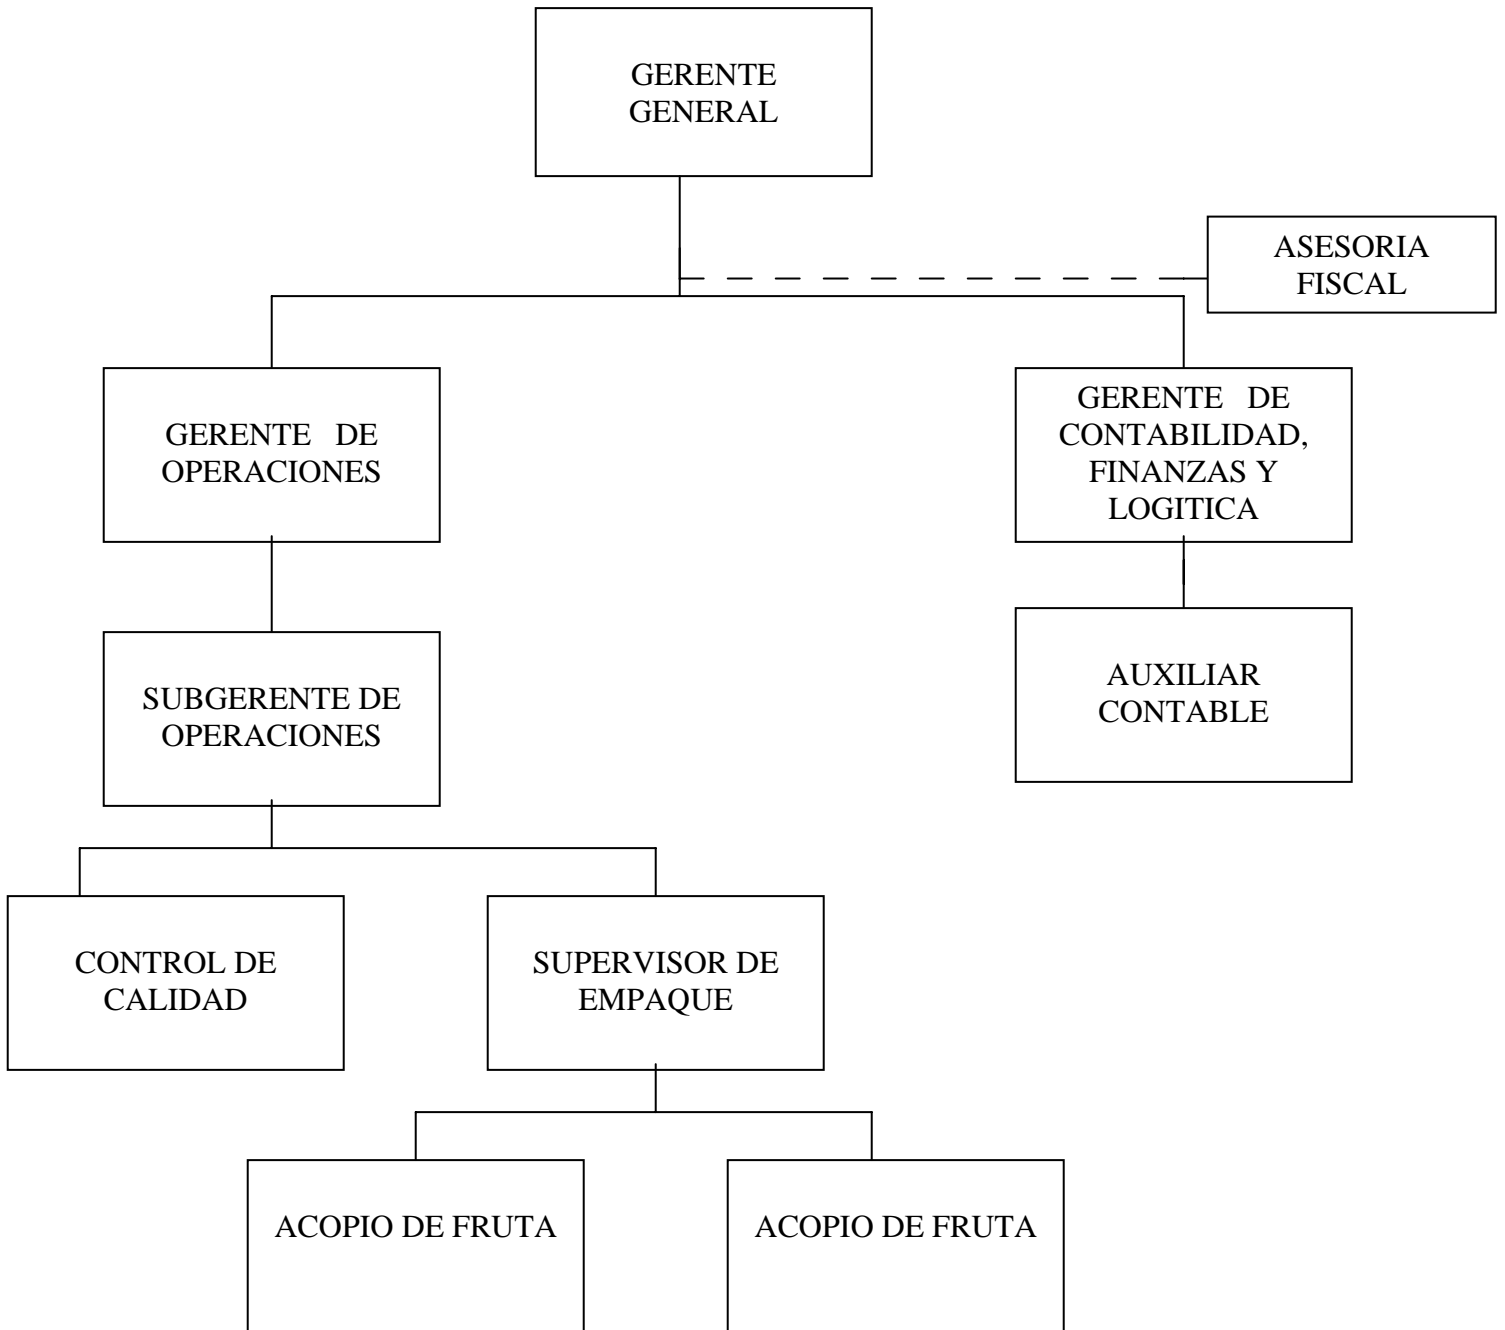 GERENTE
GENERAL
ASESORIA
FISCAL
GERENTE DE
OPERACIONES
GERENTE DE
CONTABILIDAD,
FINANZAS Y
LOGITICA
SUBGERENTE DE
OPERACIONES
AUXILIAR
CONTABLE
CONTROL DE
CALIDAD
SUPERVISOR DE
EMPAQUE
ACOPIO DE FRUTA
ACOPIO DE FRUTA